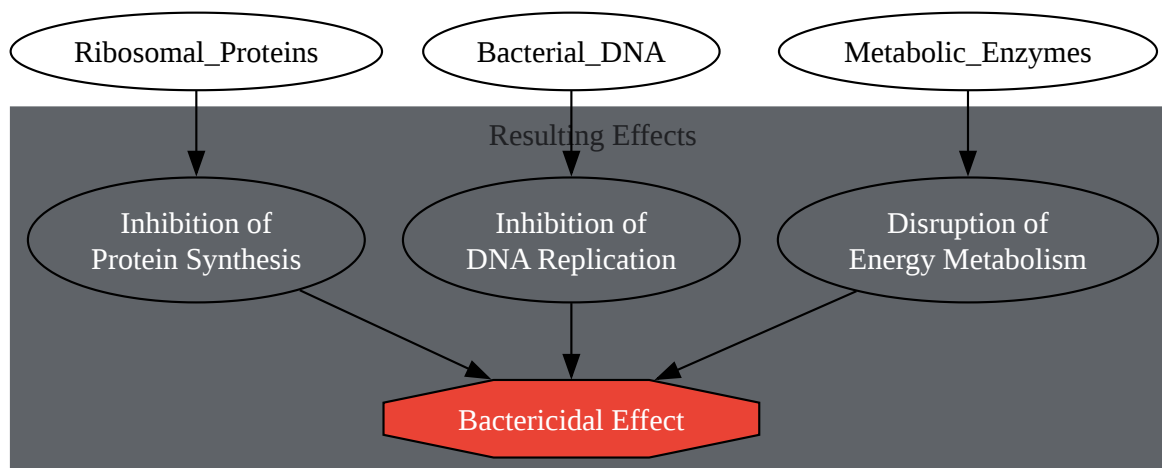 Ribosomal_Proteins
Bacterial_DNA
Metabolic_Enzymes
Resulting Effects
Inhibition of
Protein Synthesis
Inhibition of
DNA Replication
Disruption of
Energy Metabolism
Bactericidal Effect